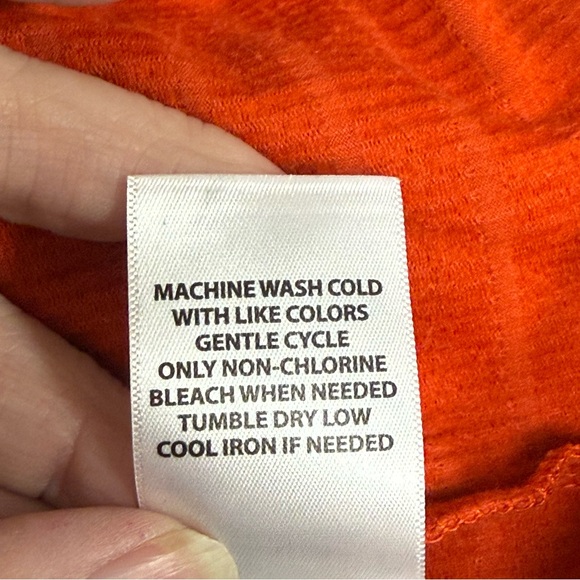 MACHINE WASH COLD
WITH LIKE COLORS
GENTLE CYCLE
ONLY NON-CHLORINE
BLEACH WHEN NEEDED
TUMBLE DRY LOW
COOL IRON IF NEEDED